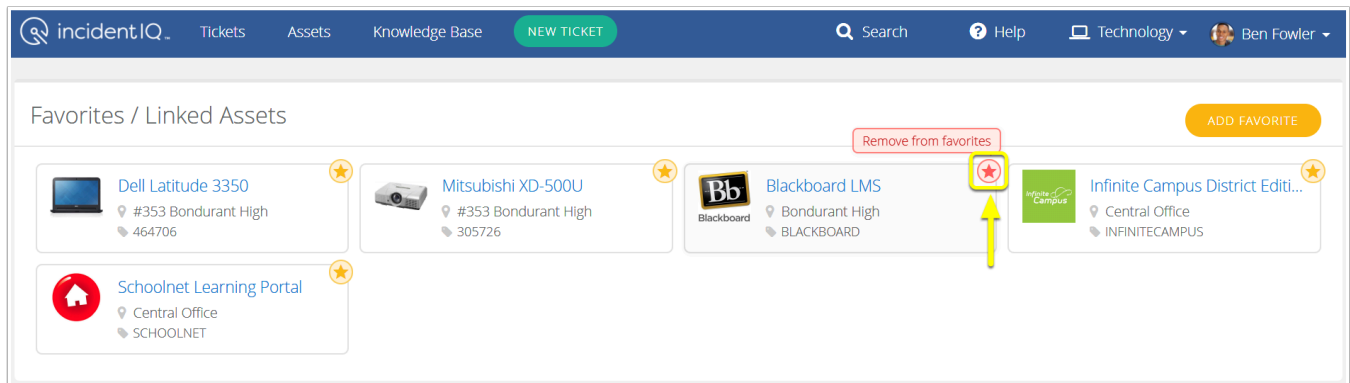 incidentIQ™ Tickets Assets Knowledge Base NEW TICKET Search ? Help Technology Ben Fowler
Favorites / Linked Assets
ADD FAVORITE
Remove from favorites
Dell Latitude 3350
#353 Bondurant High
464706
Mitsubishi XD-500U
#353 Bondurant High
305726
Bb
Blackboard
Blackboard LMS
Bondurant High
BLACKBOARD
Infinite
Campus
Infinite Campus District Editi...
Central Office
INFINITECAMPUS
Schoolnet Learning Portal
Central Office
SCHOOLNET